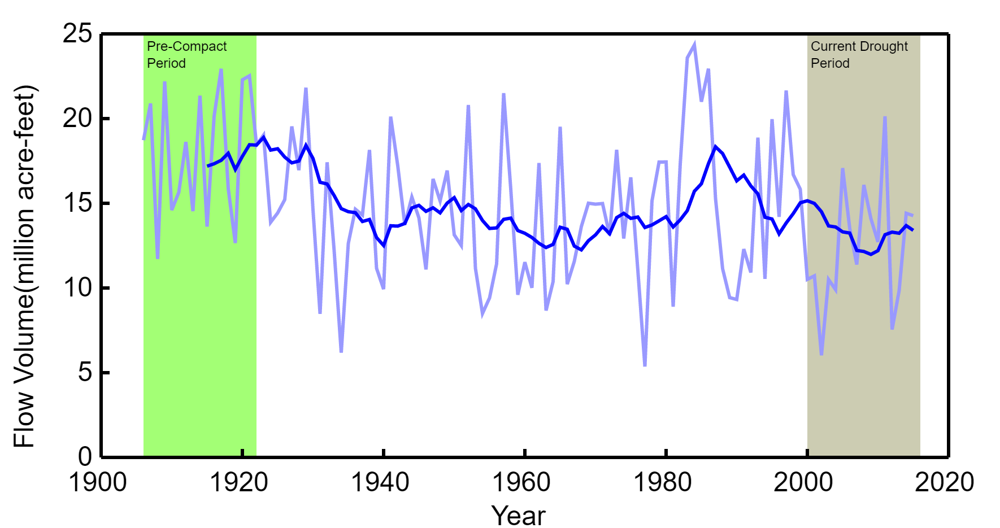 Pre-Compact
Period
Current Drought
Period
Flow Volume(million acre-feet)
25
20
15
10
5
0
1900 1920 1940 1960 1980 2000 2020
Year